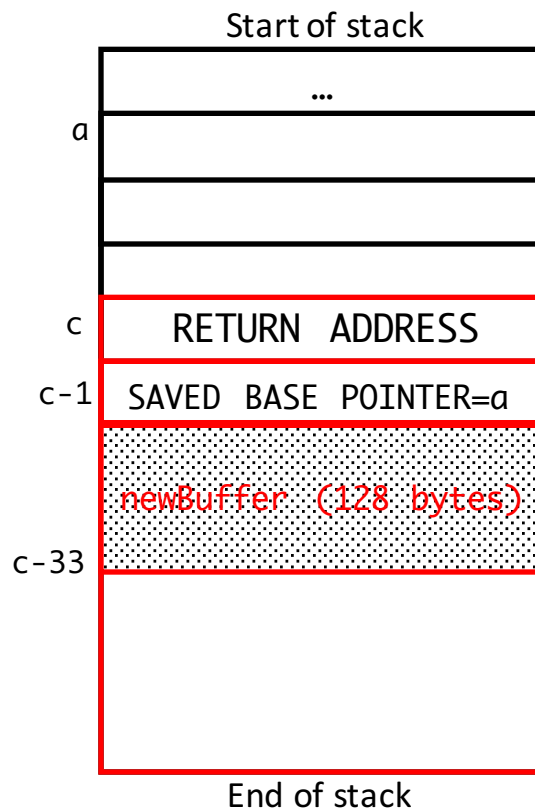 Start of stack
…
a
c
RETURN ADDRESS
c-1
SAVED BASE POINTER=a
newBuffer (128 bytes)
c-33
End of stack